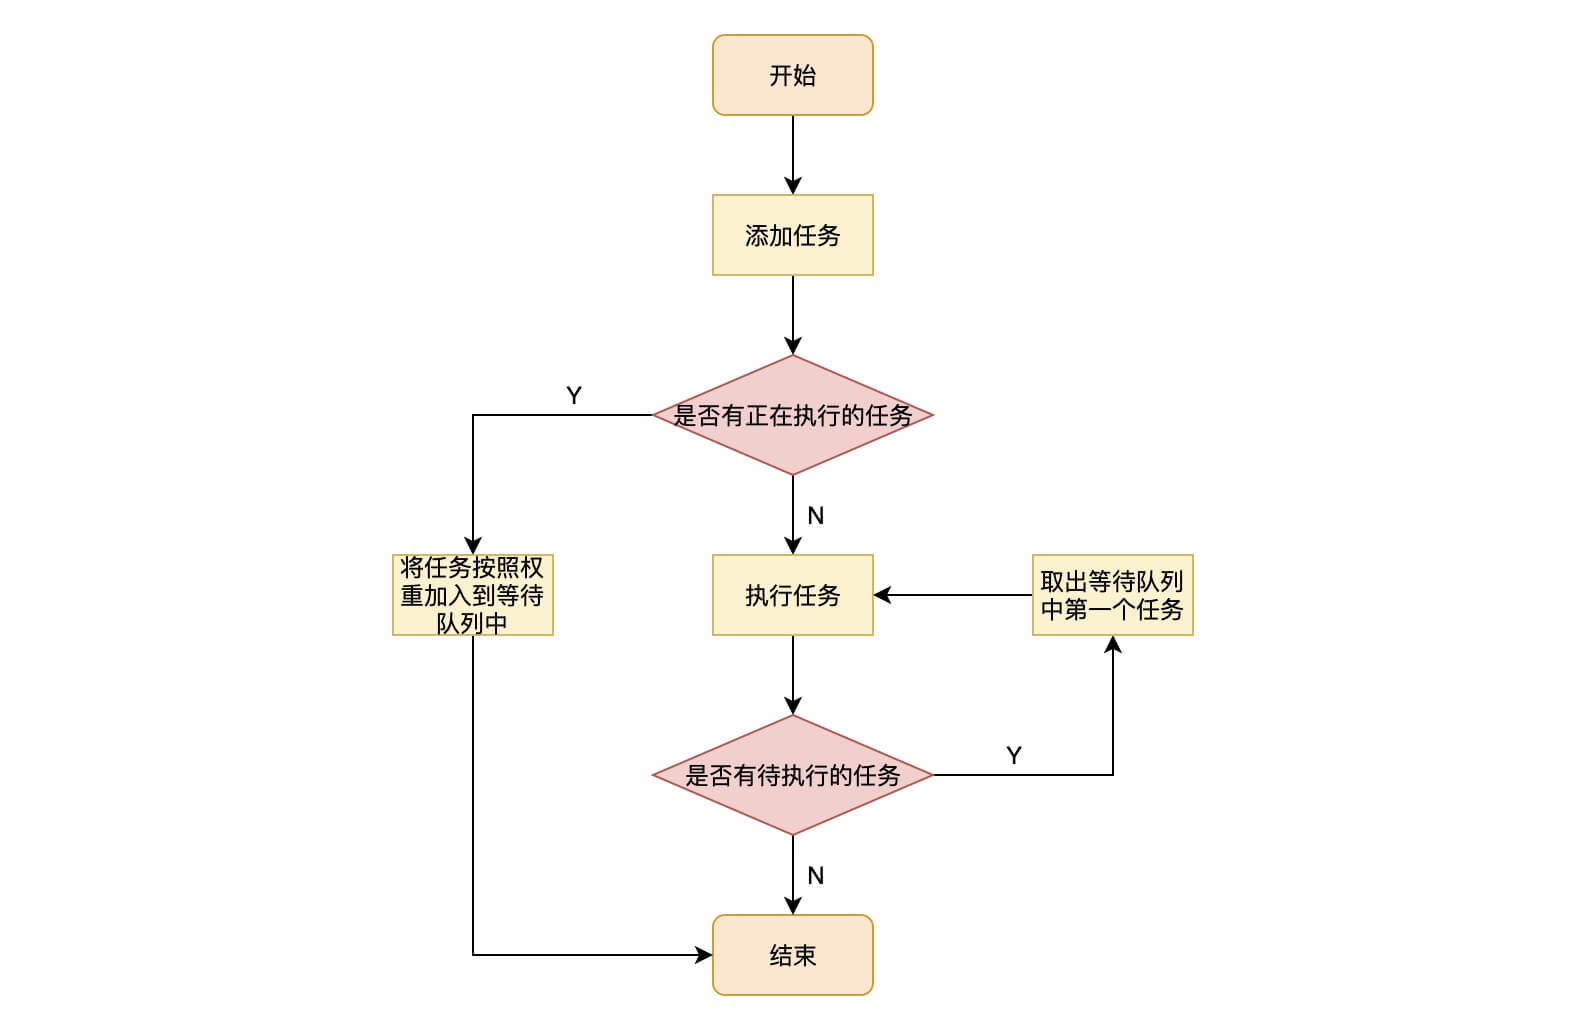 开始
添加任务
Y
是否有正在执行的任务
N
将任务按照权
重加入到等待
队列中
执行任务
取出等待队列
中第一个任务
Y
是否有待执行的任务
N
结束